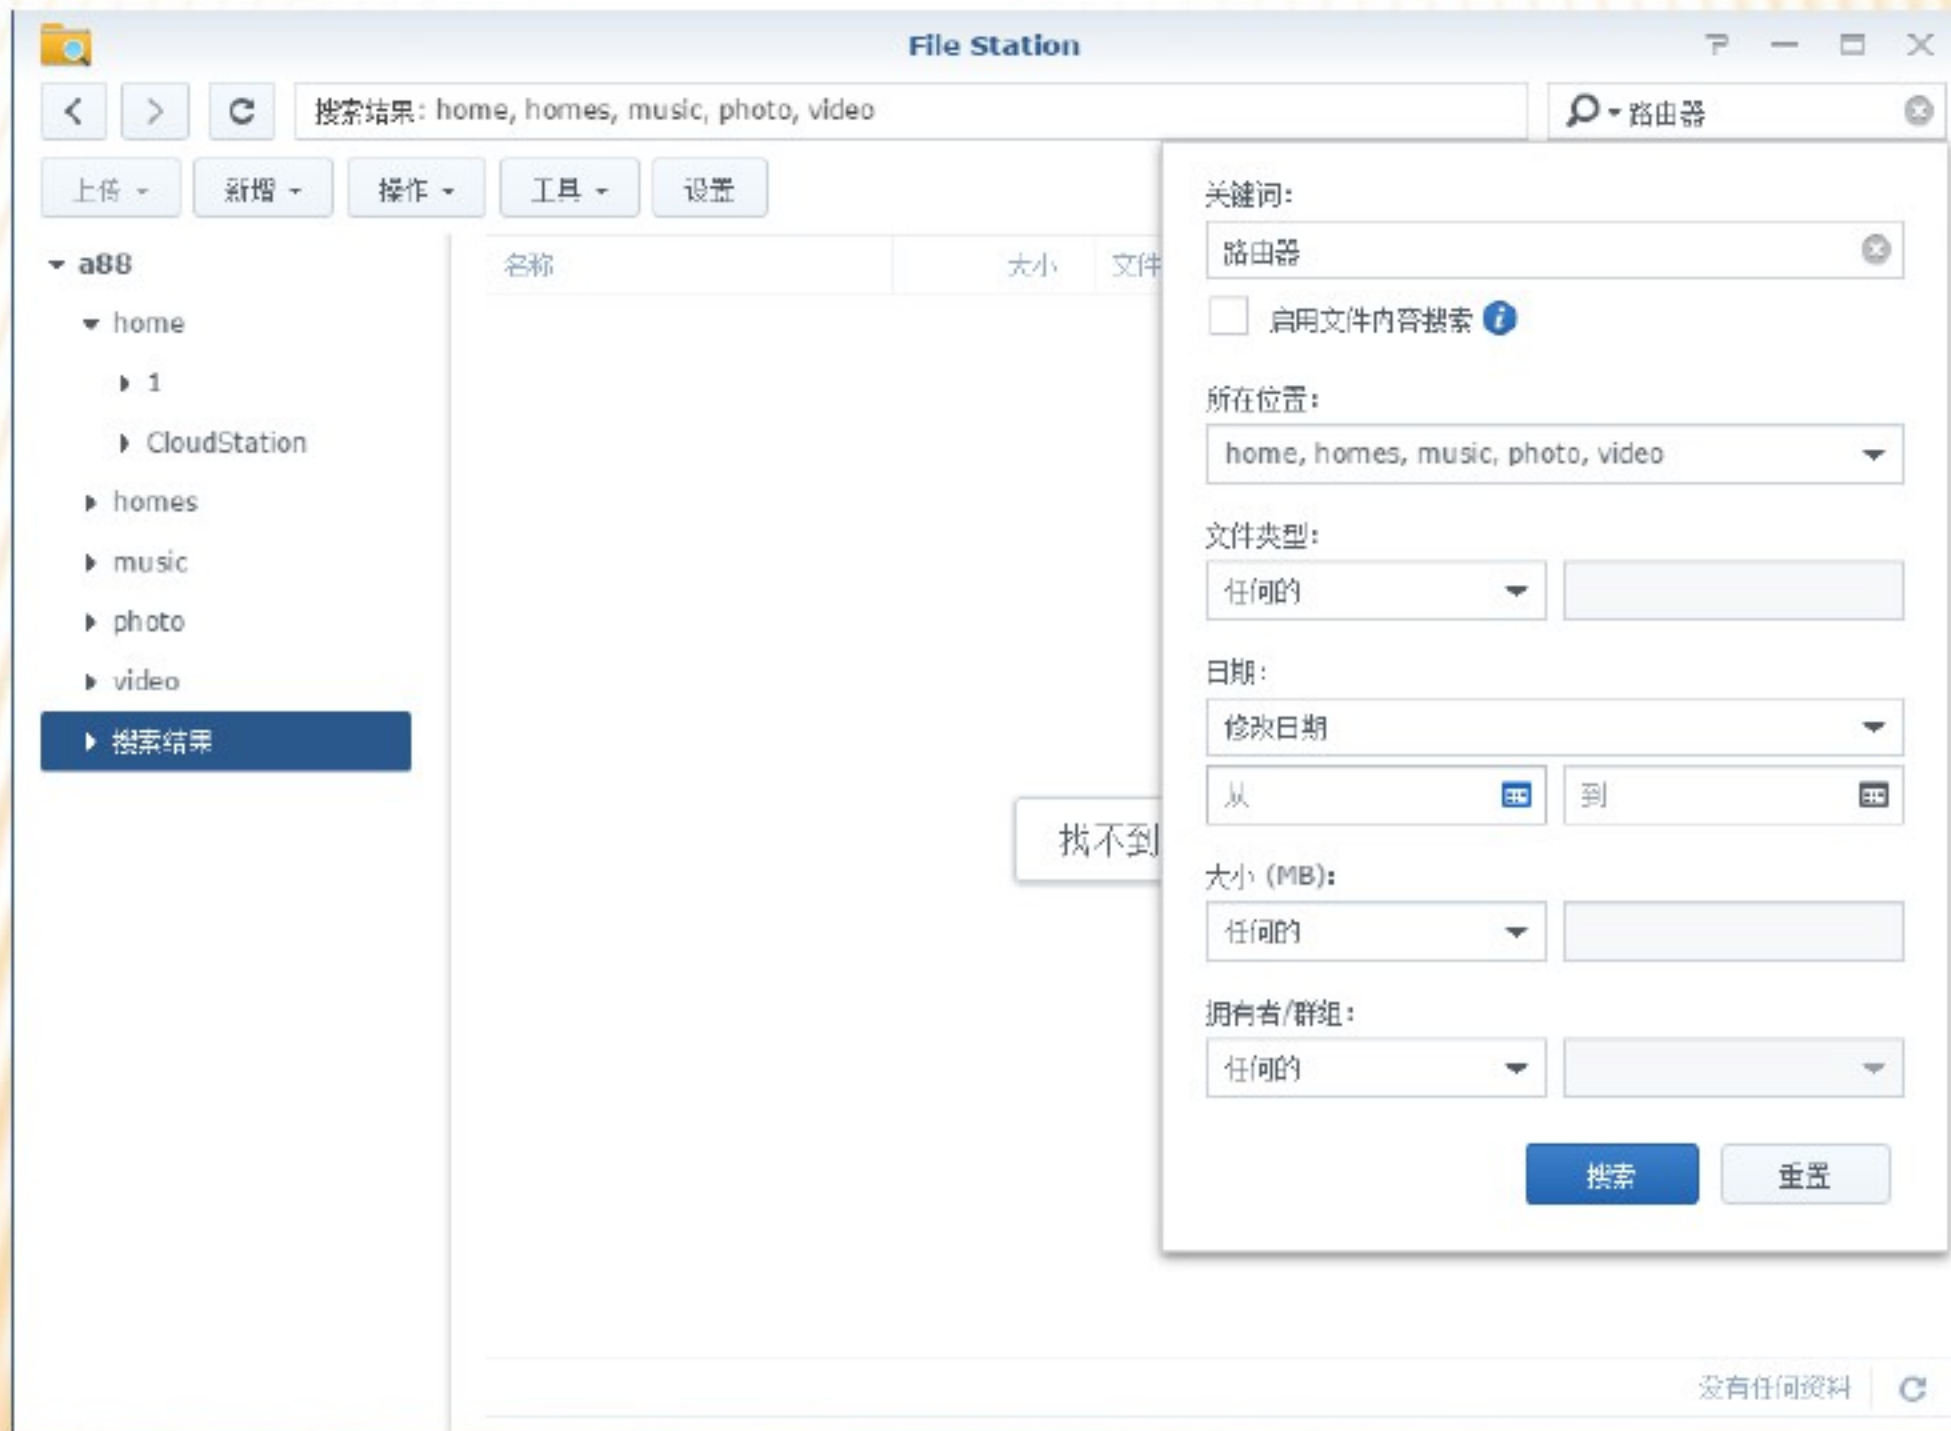 File Station
搜索结果: home, homes, music, photo, video
路由器
上传
新增
操作
工具
设置
a88
home
1
CloudStation
homes
music
photo
video
搜索结果
名称
大小
文件
找不到
关键词:
路由器
启用文件内容搜索
所在位置:
home, homes, music, photo, video
文件类型:
任何的
日期:
修改日期
从
到
大小 (MB):
任何的
拥有者/群组:
任何的
搜索
重置
没有任何资料